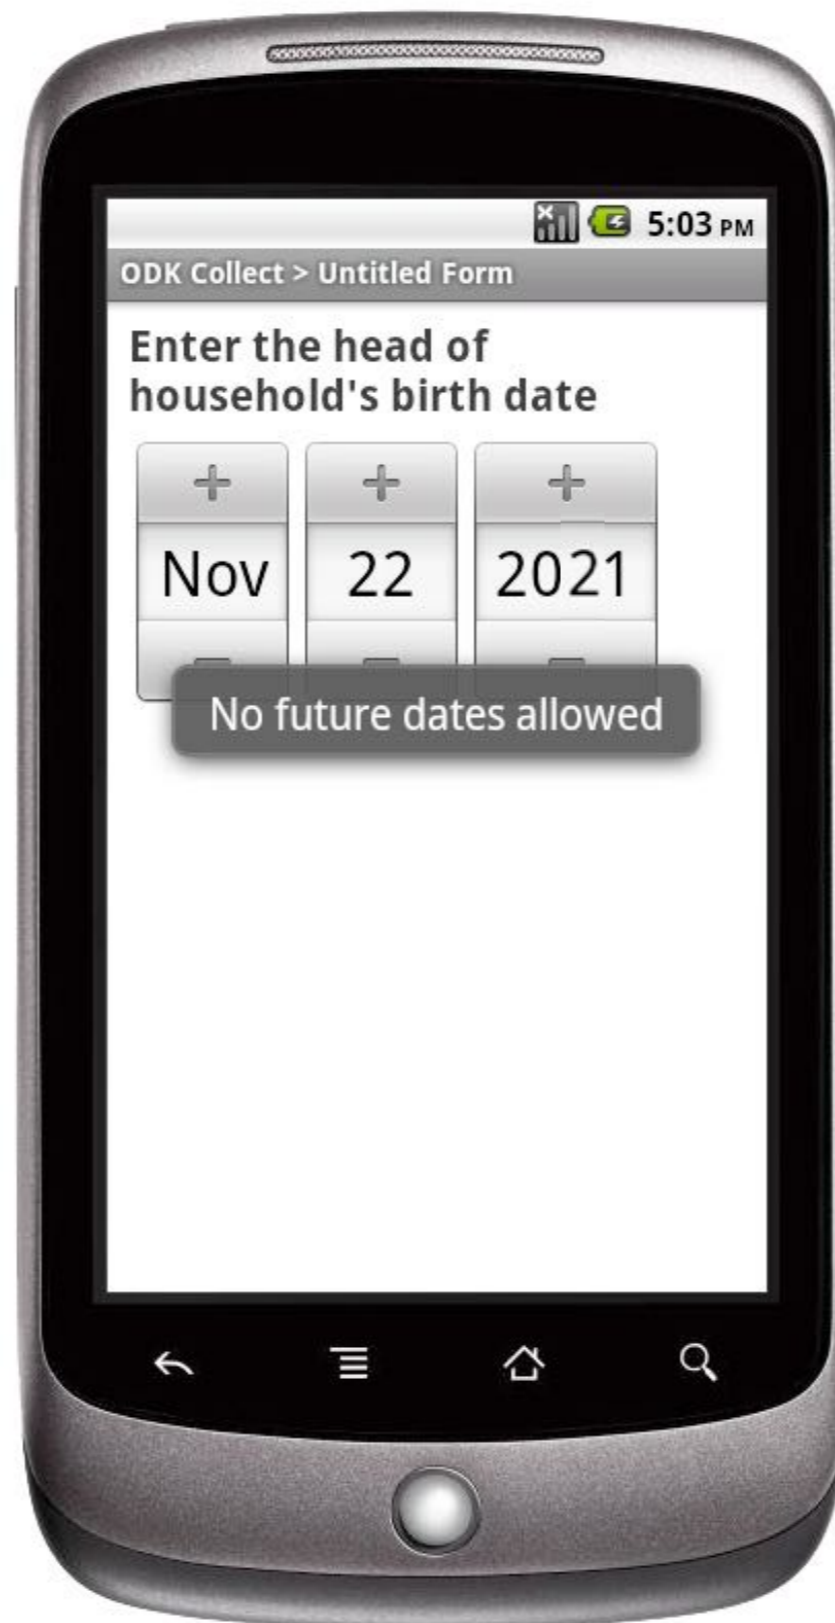 5:03 PM
ODK Collect > Untitled Form
Enter the head of
household's birth date
Nov 22 2021
No future dates allowed